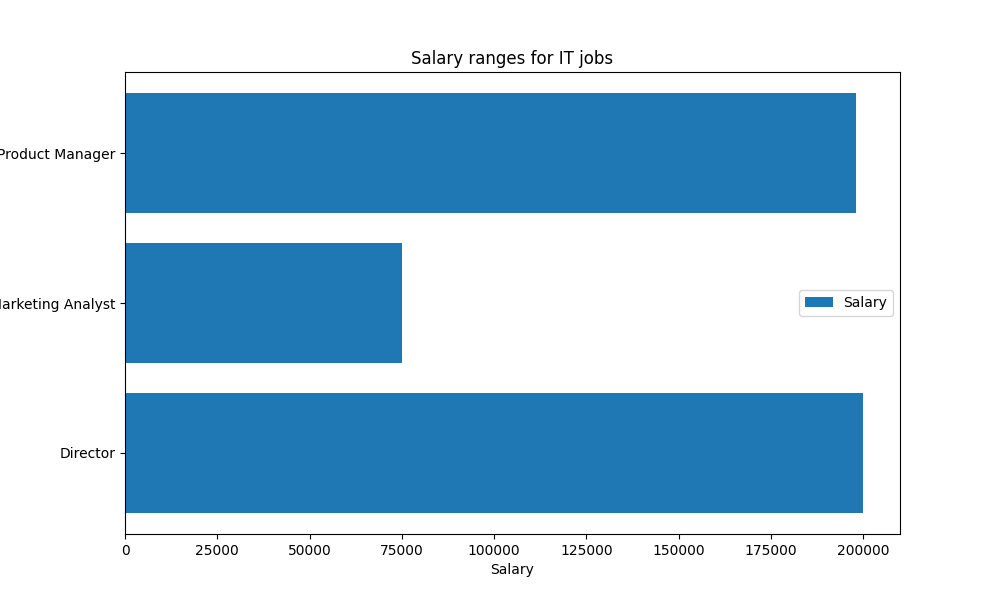 Salary ranges for IT jobs
Product Manager
Marketing Analyst
Salary
Director
0 25000 50000 75000 100000 125000 150000 175000 200000
Salary